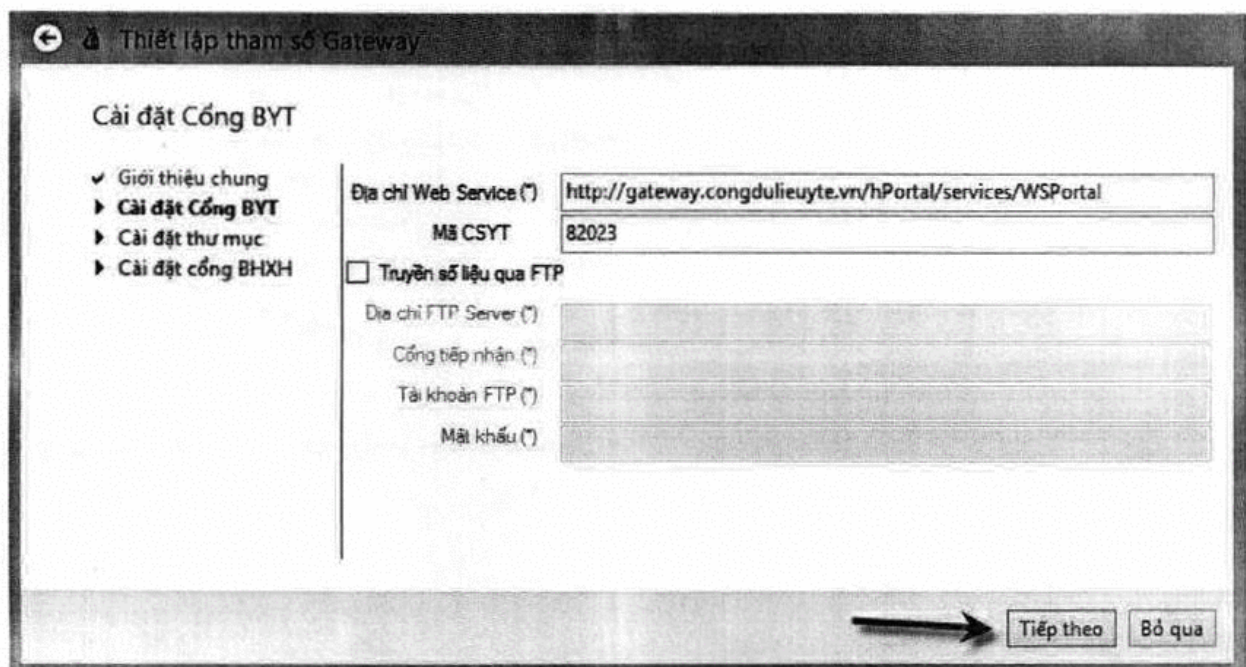 Thiết lập tham số Gateway
Cài đặt Cổng BYT
Giới thiệu chung
Cài đặt Cổng BYT
Cài đặt thư mục
Cài đặt cổng BHXH
Địa chỉ Web Service (*) http://gateway.congdulieuyte.vn/hPortal/services/WSPortal
Mã CSYT 82023
Truyền số liệu qua FTP
Địa chỉ FTP Server (*)
Cổng tiếp nhận (*)
Tài khoản FTP (*)
Mật khẩu (*)
Tiếp theo Bỏ qua